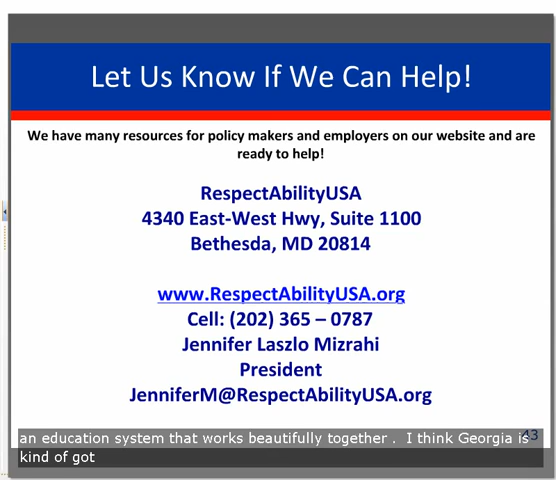 Let Us Know If We Can Help!
We have many resources for policy makers and employers on our website and are
ready to help!
RespectAbilityUSA
4340 East-West Hwy, Suite 1100
Bethesda, MD 20814
www.RespectAbilityUSA.org
Cell: (202) 365 – 0787
Jennifer Laszlo Mizrahi
President
JenniferM@RespectAbilityUSA.org
43
an education system that works beautifully together .  I think Georgia is
kind of got